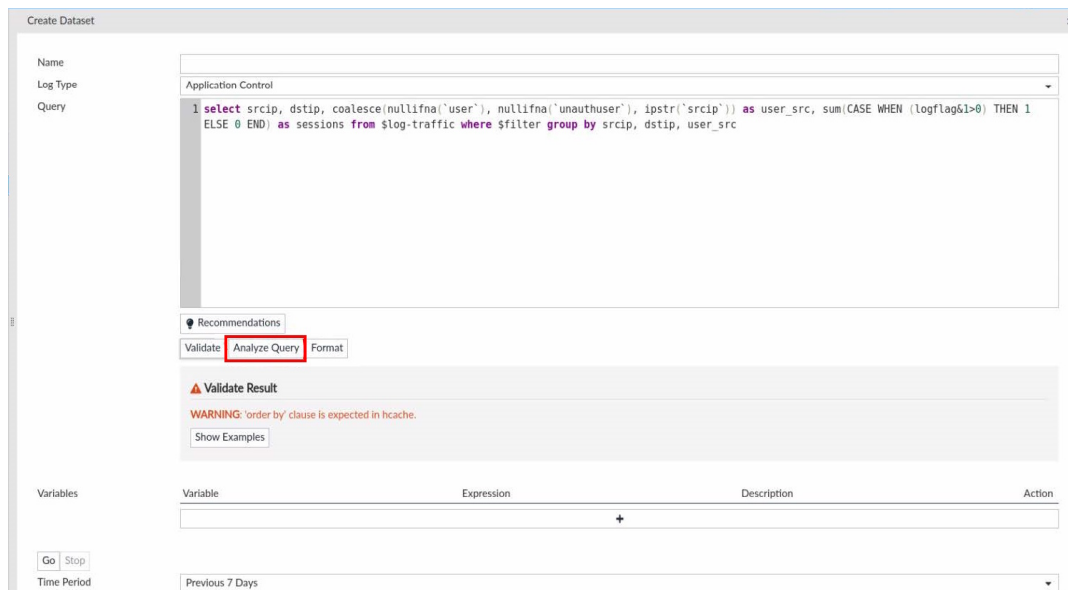 Create Dataset
Name
Log Type
Application Control
Query
1 select srcip, dstip, coalesce(nullifna(`user`), nullifna(`unauthuser`), ipstr(`srcip`)) as user_src, sum(CASE WHEN (logflag&1>0) THEN 1
ELSE 0 END) as sessions from $log-traffic where $filter group by srcip, dstip, user_src
Recommendations
Validate Analyze Query Format
Validate Result
WARNING: 'order by' clause is expected in hcache.
Show Examples
Variables Variable Expression Description Action
+
Go Stop
Time Period Previous 7 Days